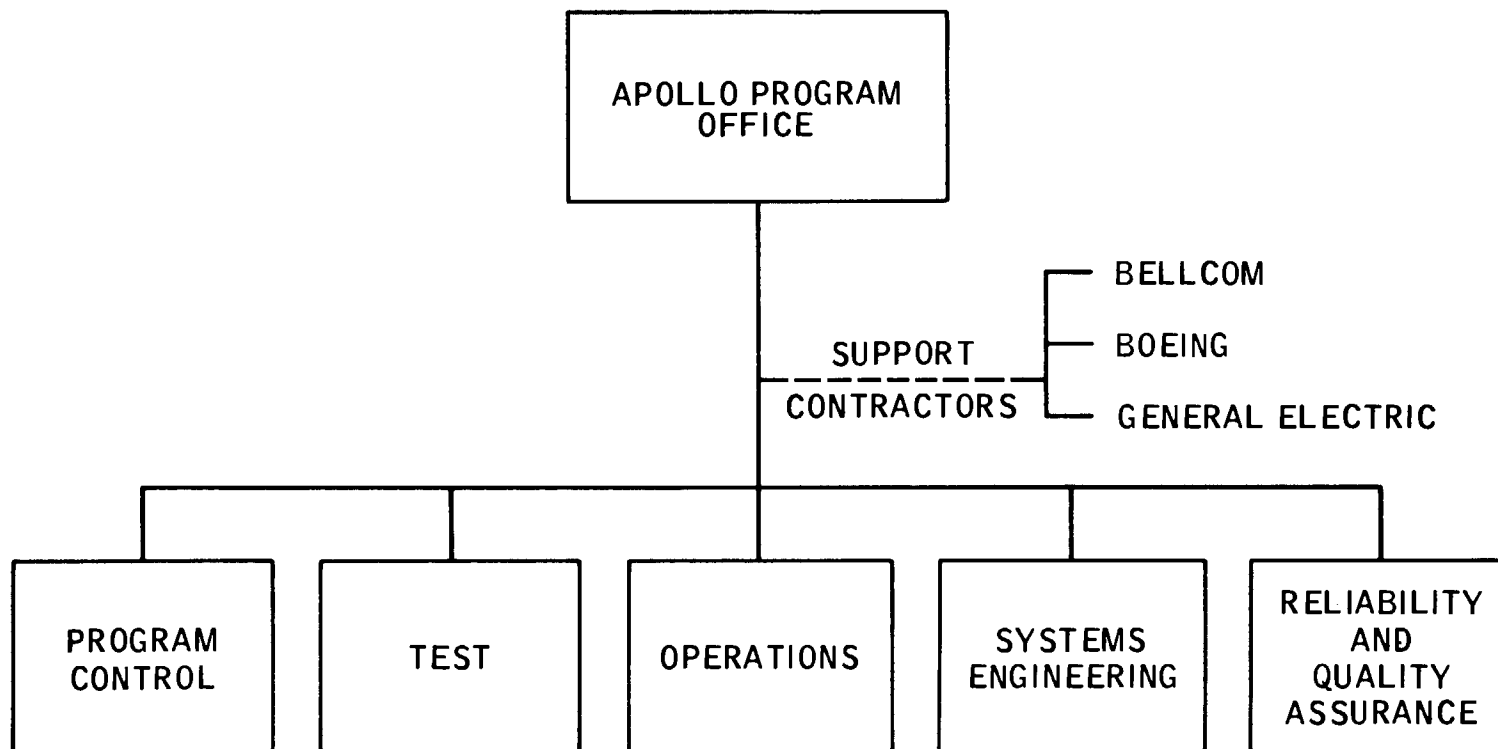 APOLLO PROGRAM
OFFICE
BELLCOM
SUPPORT
BOEING
CONTRACTORS
GENERAL ELECTRIC
PROGRAM
CONTROL
TEST
OPERATIONS
SYSTEMS
ENGINEERING
RELIABILITY
AND
QUALITY
ASSURANCE